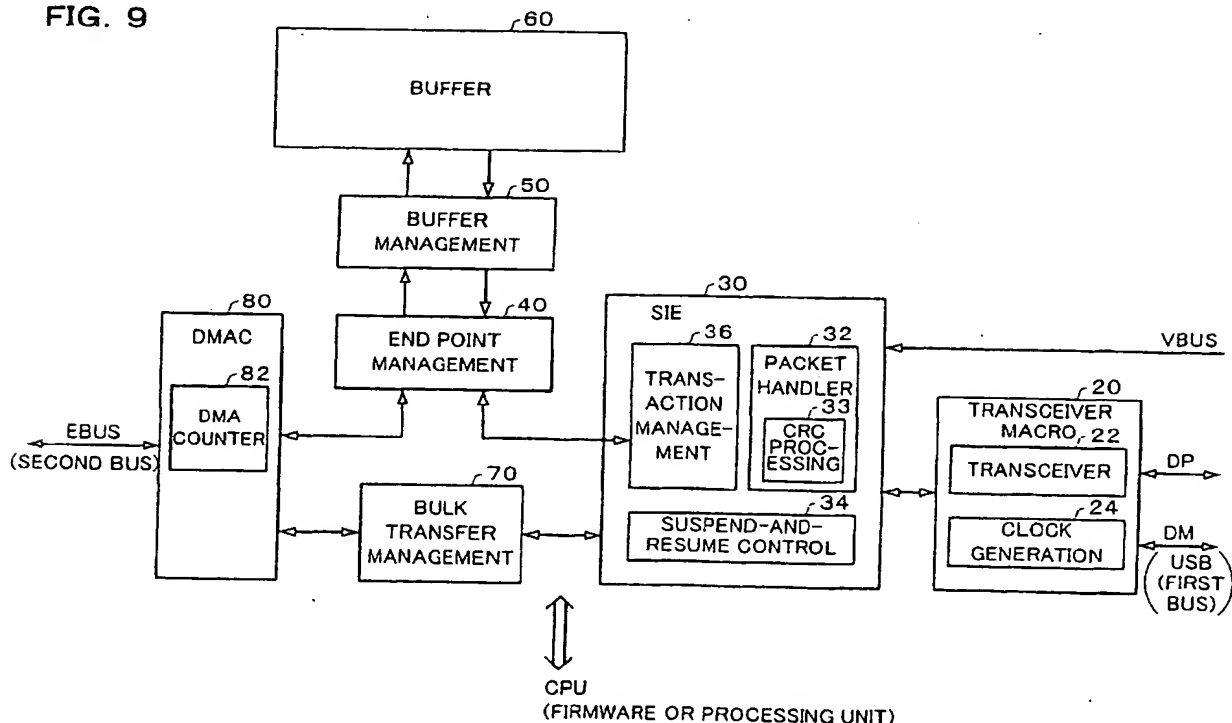 FIG. 9
60
BUFFER
50
BUFFER
MANAGEMENT
40
END POINT
MANAGEMENT
80
DMAC
82
DMA
COUNTER
EBUS
(SECOND BUS)
70
BULK
TRANSFER
MANAGEMENT
30
SIE
36
TRANS-
ACTION
MANAGE-
MENT
32
PACKET
HANDLER
33
CRC
PROC-
ESSING
34
SUSPEND-AND-
RESUME CONTROL
VBUS
20
TRANSCEIVER
MACRO
22
TRANSCEIVER
24
CLOCK
GENERATION
DP
DM
(USB
(FIRST
BUS))
CPU
(FIRMWARE OR PROCESSING UNIT)